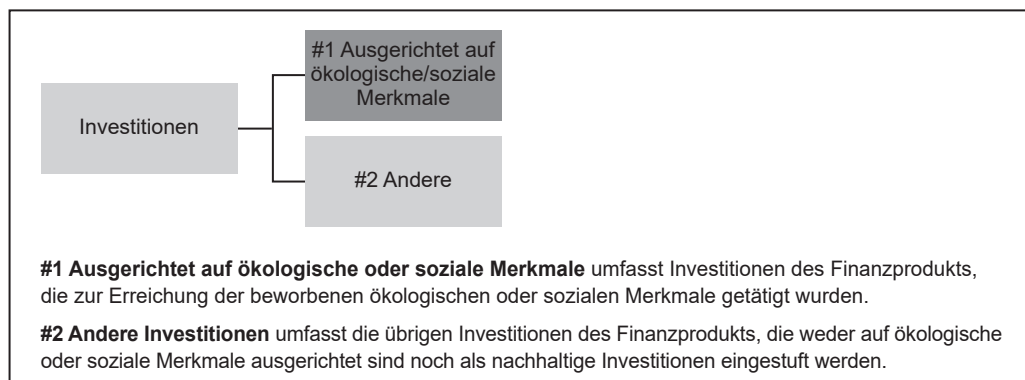 #1 Ausgerichtet auf
ökologische/soziale
Merkmale
Investitionen
#2 Andere
#1 Ausgerichtet auf ökologische oder soziale Merkmale umfasst Investitionen des Finanzprodukts,
die zur Erreichung der beworbenen ökologischen oder sozialen Merkmale getätigt wurden.
#2 Andere Investitionen umfasst die übrigen Investitionen des Finanzprodukts, die weder auf ökologische
oder soziale Merkmale ausgerichtet sind noch als nachhaltige Investitionen eingestuft werden.